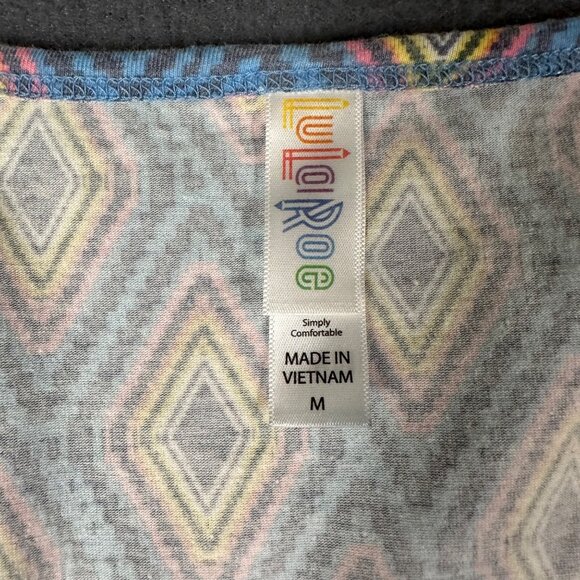 LuLaRoe
Simply
Comfortable
MADE IN
VIETNAM
M